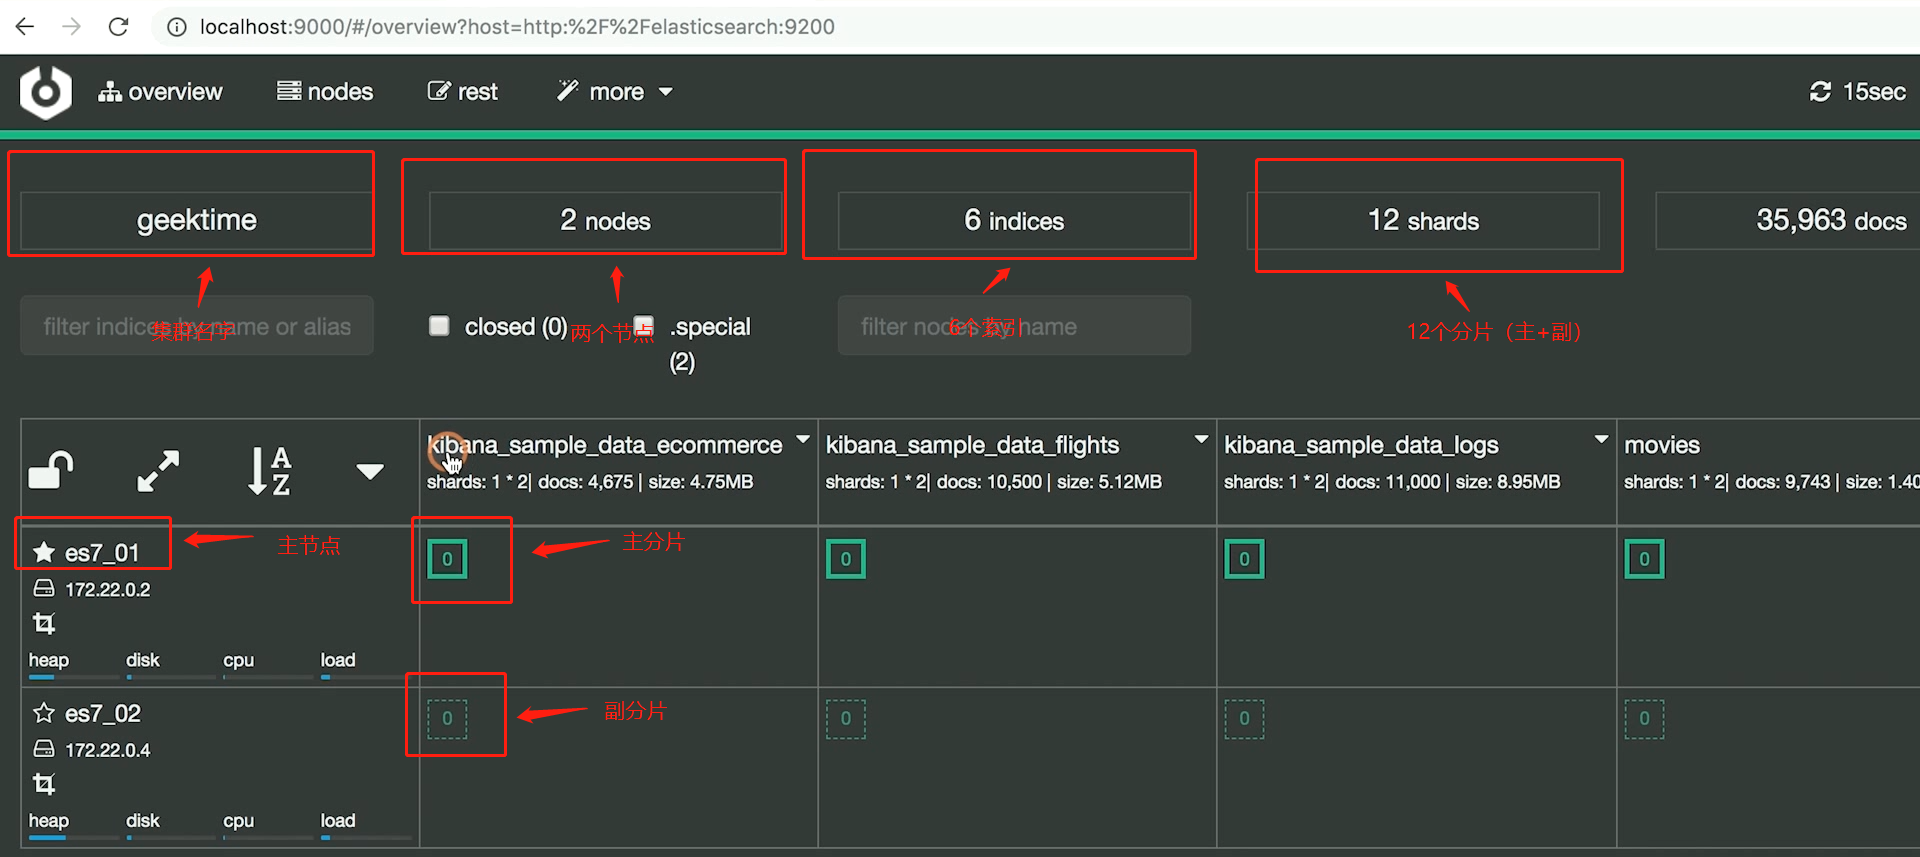 localhost:9000/#/overview?host=http:%2F%2Felasticsearch:9200
overview nodes rest more 15sec
geektime 2 nodes 6 indices 12 shards 35,963 docs
filter indices by name or alias closed (0) .special (2) filter nodes by name
集群名字 两个节点 6个索引 12个分片（主+副）
kibana_sample_data_ecommerce kibana_sample_data_flights kibana_sample_data_logs movies
shards: 1 * 2| docs: 4,675 | size: 4.75MB shards: 1 * 2| docs: 10,500 | size: 5.12MB shards: 1 * 2| docs: 11,000 | size: 8.95MB shards: 1 * 2| docs: 9,743 | size: 1.40
A
Z
es7_01 主节点 0 主分片 0 0 0
172.22.0.2
heap disk cpu load
es7_02 0 副分片 0 0 0
172.22.0.4
heap disk cpu load